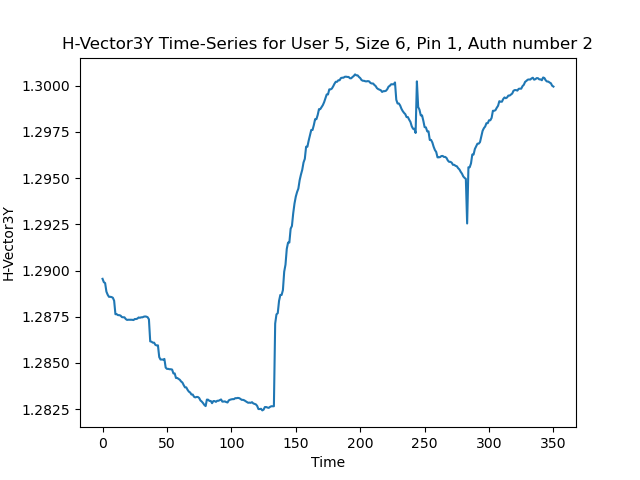 H-Vector3Y Time-Series for User 5, Size 6, Pin 1, Auth number 2
1.3000
1.2975
1.2950
1.2925
1.2900
1.2875
1.2850
1.2825
H-Vector3Y
0 50 100 150 200 250 300 350
Time